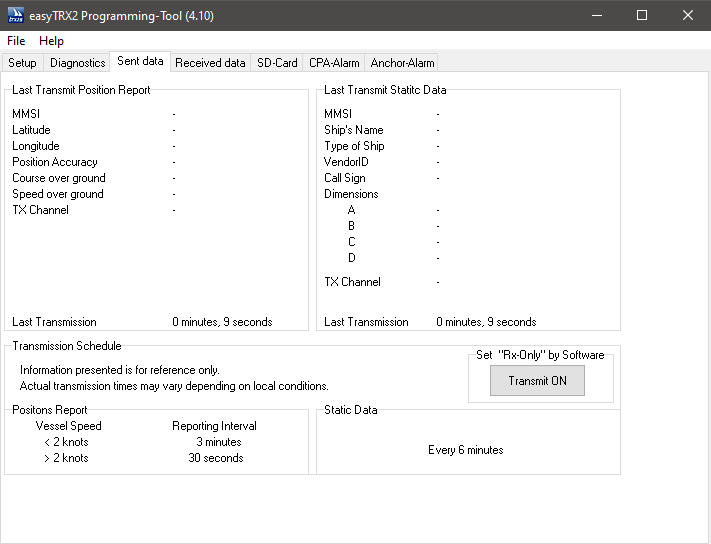 easyTRX2 Programming-Tool (4.10)
File Help
Setup Diagnostics Sent data Received data SD-Card CPA-Alarm Anchor-Alarm
Last Transmit Position Report
MMSI -
Latitude -
Longitude -
Position Accuracy -
Course over ground -
Speed over ground -
TX Channel -
Last Transmission 0 minutes, 9 seconds
Last Transmit Statitc Data
MMSI -
Ship's Name -
Type of Ship -
VendorID -
Call Sign -
Dimensions
A -
B -
C -
D -
TX Channel -
Last Transmission 0 minutes, 9 seconds
Transmission Schedule
Information presented is for reference only.
Actual transmission times may vary depending on local conditions.
Set "Rx-Only" by Software
Transmit ON
Positons Report
Vessel Speed Reporting Interval
< 2 knots 3 minutes
> 2 knots 30 seconds
Static Data
Every 6 minutes